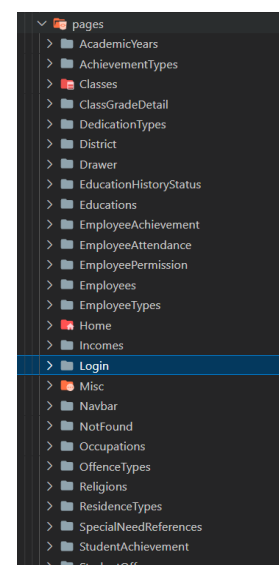 pages
AcademicYears
AchievementTypes
Classes
ClassGradeDetail
DedicationTypes
District
Drawer
EducationHistoryStatus
Educations
EmployeeAchievement
EmployeeAttendance
EmployeePermission
Employees
EmployeeTypes
Home
Incomes
Login
Misc
Navbar
NotFound
Occupations
OffenceTypes
Religions
ResidenceTypes
SpecialNeedReferences
StudentAchievement